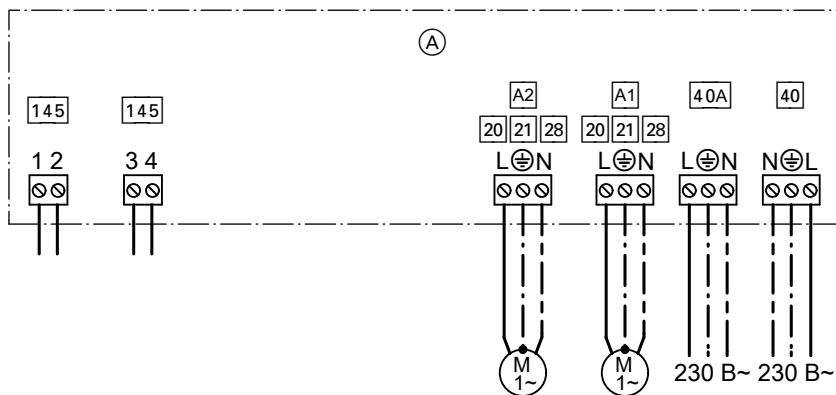 A
145 145 A2 A1 40A 40
20 21 28 20 21 28
1 2 3 4 L N L N L N N L
M 1~ M 1~ 230 В~ 230 В~